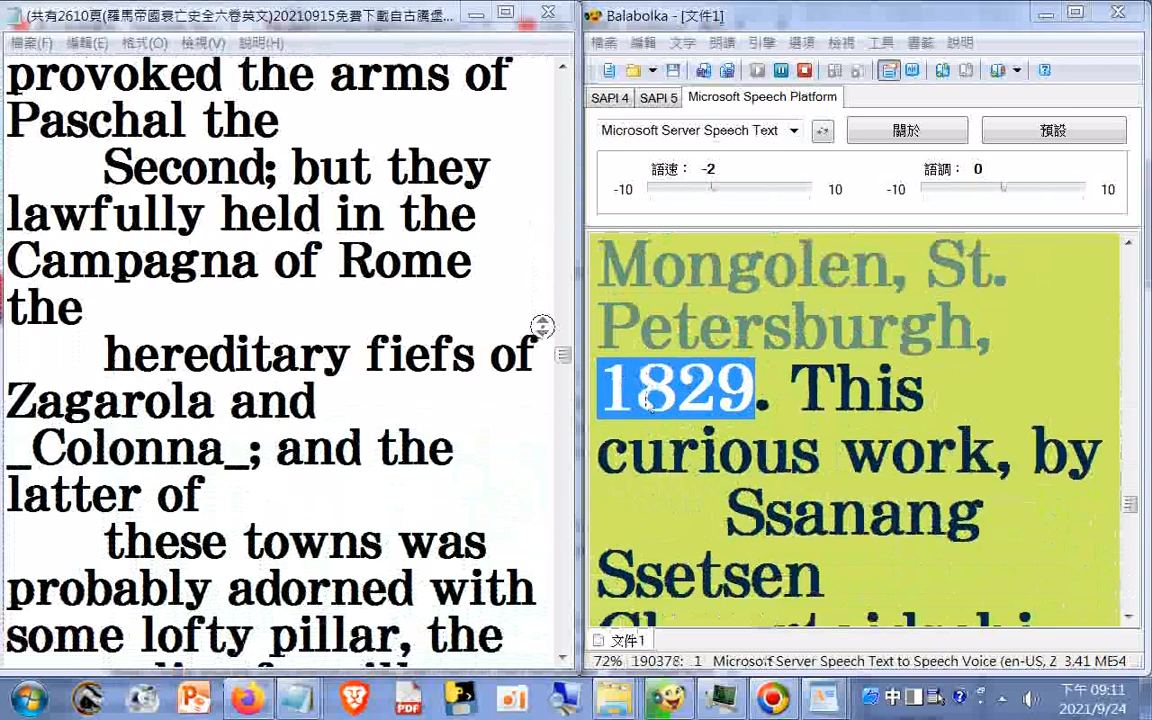 (共有2610頁(羅馬帝國衰亡史全六卷英文)20210915免費下載自古騰堡...
檔案(F) 編輯(E) 格式(O) 檢視(V) 說明(H)
provoked the arms of
Paschal the
Second; but they
lawfully held in the
Campagna of Rome
the
hereditary fiefs of
Zagarola and
_Colonna_; and the
latter of
these towns was
probably adorned with
some lofty pillar, the
Balabolka - [文件1]
檔案 編輯 文字 朗讀 引擎 選項 檢視 工具 書籤 說明
SAPI 4 SAPI 5 Microsoft Speech Platform
Microsoft Server Speech Text 關於 預設
語速： -2 語調： 0
-10 10 -10 10
Mongolen, St.
Petersburgh,
1829. This
curious work, by
Ssanang
Ssetsen
文件1
72% 190378: 1 Microsoft Server Speech Text to Speech Voice (en-US, Z 3.41 ME54
中
下午 09:11
2021/9/24